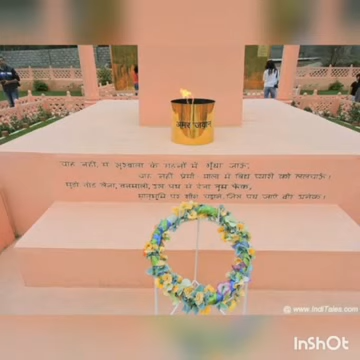 अमर जवान
चाह नहीं, मैं सुरबाला के गहनों में गूँथा जाऊँ,
चाह नहीं प्रेमी-माला में बिंध प्यारी को ललचाऊँ।
मुझे तोड़ लेना, वनमाली, उस पथ में देना तुम फेंक,
मातृभूमि पर शीश चढ़ाने, जिस पथ जाएँ वीर अनेक।
@ www.IndiTales.com
InShOt